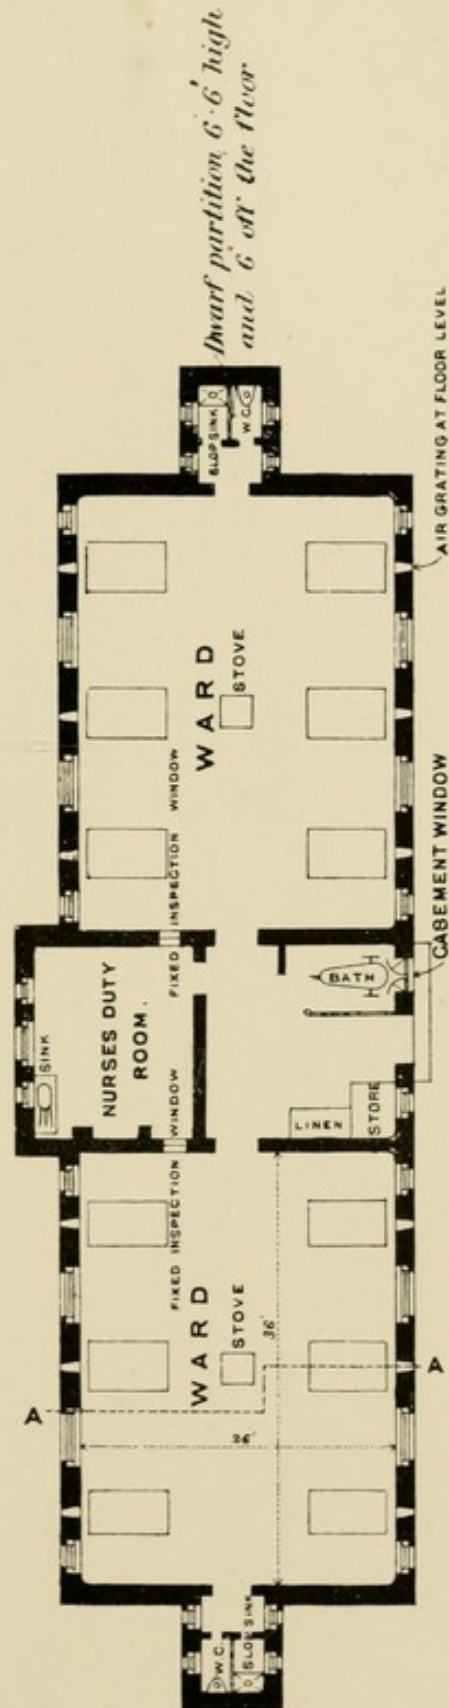 Dwarf partition 6·6' high
and 6' off the floor
SLOP SINK
W.C.
AIR GRATING AT FLOOR LEVEL
WARD
STOVE
FIXED INSPECTION WINDOW
CASEMENT WINDOW
BATH
NURSES DUTY
ROOM.
SINK
LINEN
STORE
FIXED INSPECTION WINDOW
WARD
STOVE
36'
26'
A
A
W.C.
SLOP SINK